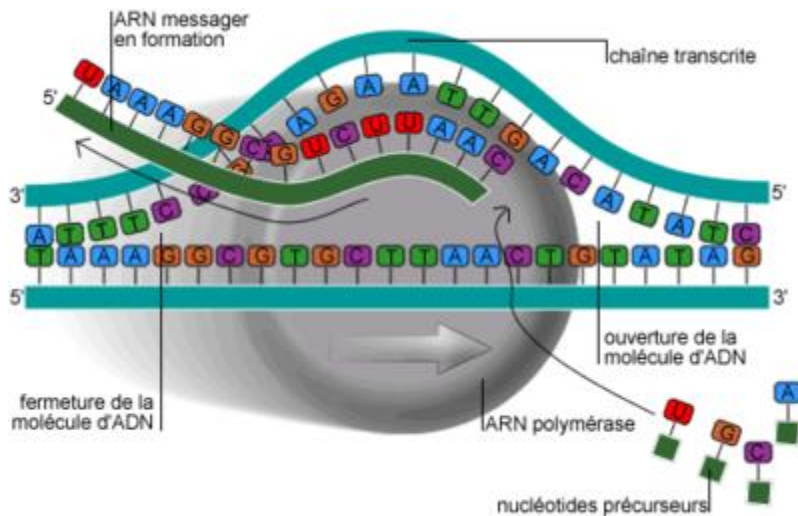 ARN messager
en formation
chaîne transcrite
5'
U A A A G G C G U C U U A A C
3'
A T T T C C G A G A A T T G A C A T A T C
5'
T A A A G G C G T G C T T A A C T G T A T A G
5'
3'
ouverture de la
molécule d'ADN
fermeture de la
molécule d'ADN
ARN polymérase
U G C A
nucléotides précurseurs